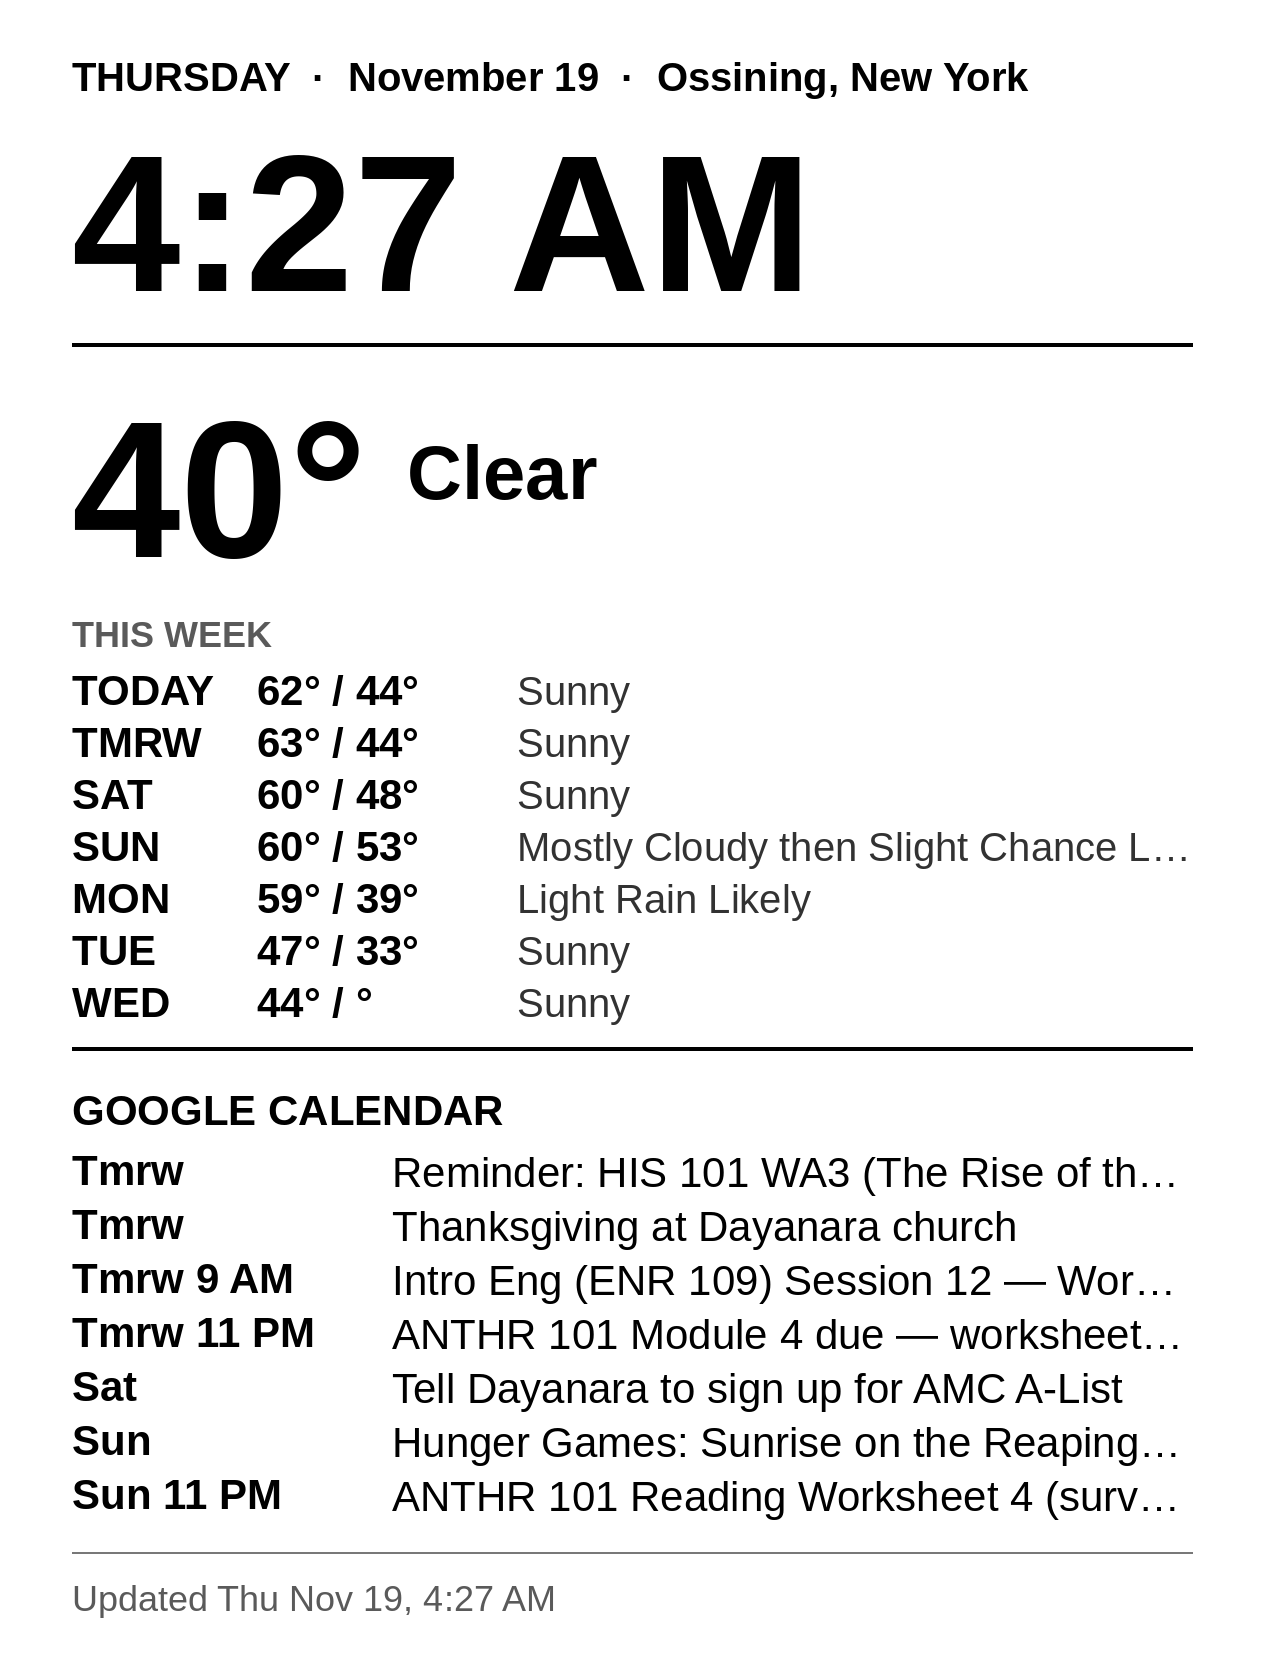 THURSDAY · November 19 · Ossining, New York
4:27 AM
40° Clear
THIS WEEK
TODAY 62° / 44° Sunny
TMRW 63° / 44° Sunny
SAT 60° / 48° Sunny
SUN 60° / 53° Mostly Cloudy then Slight Chance L…
MON 59° / 39° Light Rain Likely
TUE 47° / 33° Sunny
WED 44° / ° Sunny
GOOGLE CALENDAR
Tmrw Reminder: HIS 101 WA3 (The Rise of th…
Tmrw Thanksgiving at Dayanara church
Tmrw 9 AM Intro Eng (ENR 109) Session 12 — Wor…
Tmrw 11 PM ANTHR 101 Module 4 due — worksheet…
Sat Tell Dayanara to sign up for AMC A-List
Sun Hunger Games: Sunrise on the Reaping…
Sun 11 PM ANTHR 101 Reading Worksheet 4 (surv…
Updated Thu Nov 19, 4:27 AM